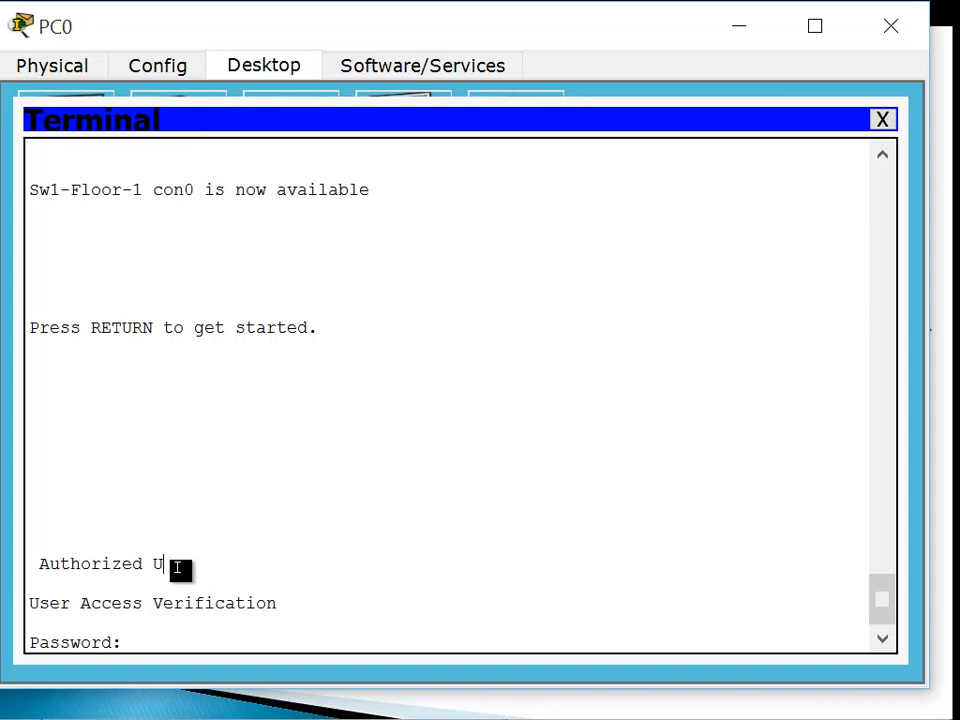 PC0
Physical Config Desktop Software/Services
Terminal X
Sw1-Floor-1 con0 is now available
Press RETURN to get started.
Authorized U
User Access Verification
Password: